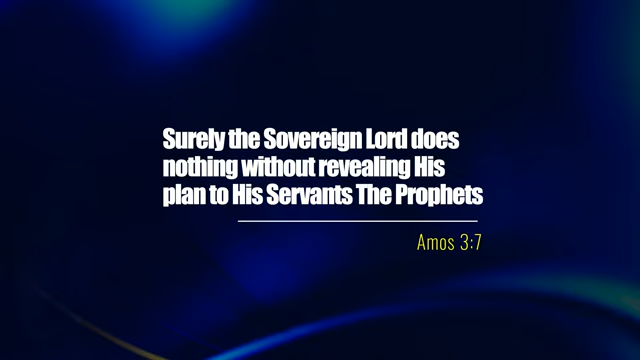 Surely the Sovereign Lord does
nothing without revealing His
plan to His Servants The Prophets
Amos 3:7